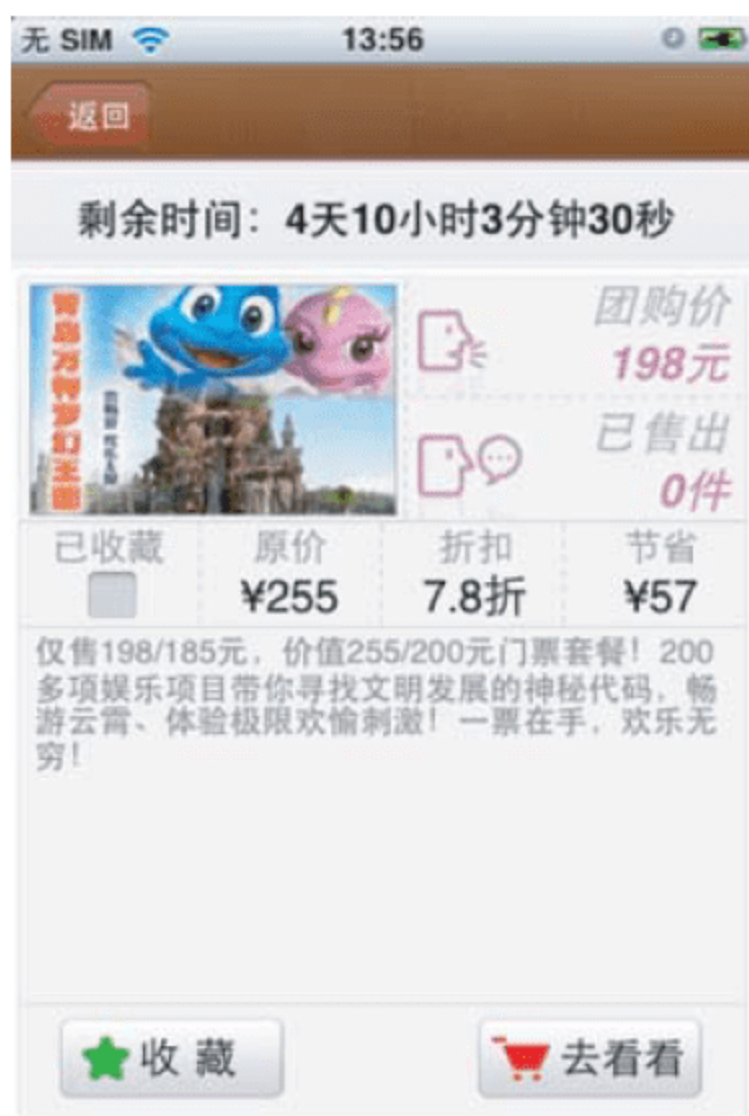 无 SIM 13:56
返回
剩余时间：4天10小时3分钟30秒
团购价
198元
已售出
0件
已收藏 原价 折扣 节省
¥255 7.8折 ¥57
仅售198/185元，价值255/200元门票套餐！200
多项娱乐项目带你寻找文明发展的神秘代码，畅
游云霄、体验极限欢愉刺激！一票在手，欢乐无
穷！
收 藏 去看看